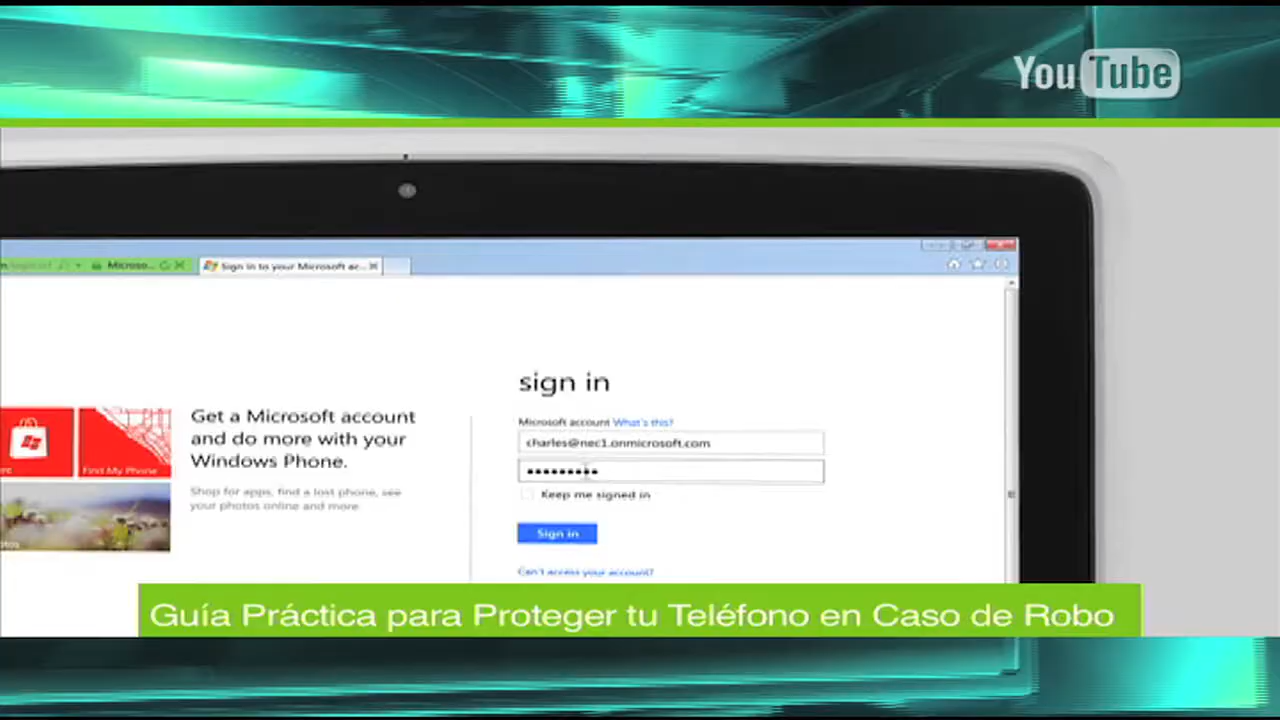 YouTube
Microso...
Sign in to your Microsoft ac...
sign in
Get a Microsoft account
and do more with your
Windows Phone.
Shop for apps, find a lost phone, see
your photos online and more
Find My Phone
Microsoft account What's this?
charles@nec1.onmicrosoft.com
Keep me signed in
Sign in
Can't access your account?
Guía Práctica para Proteger tu Teléfono en Caso de Robo